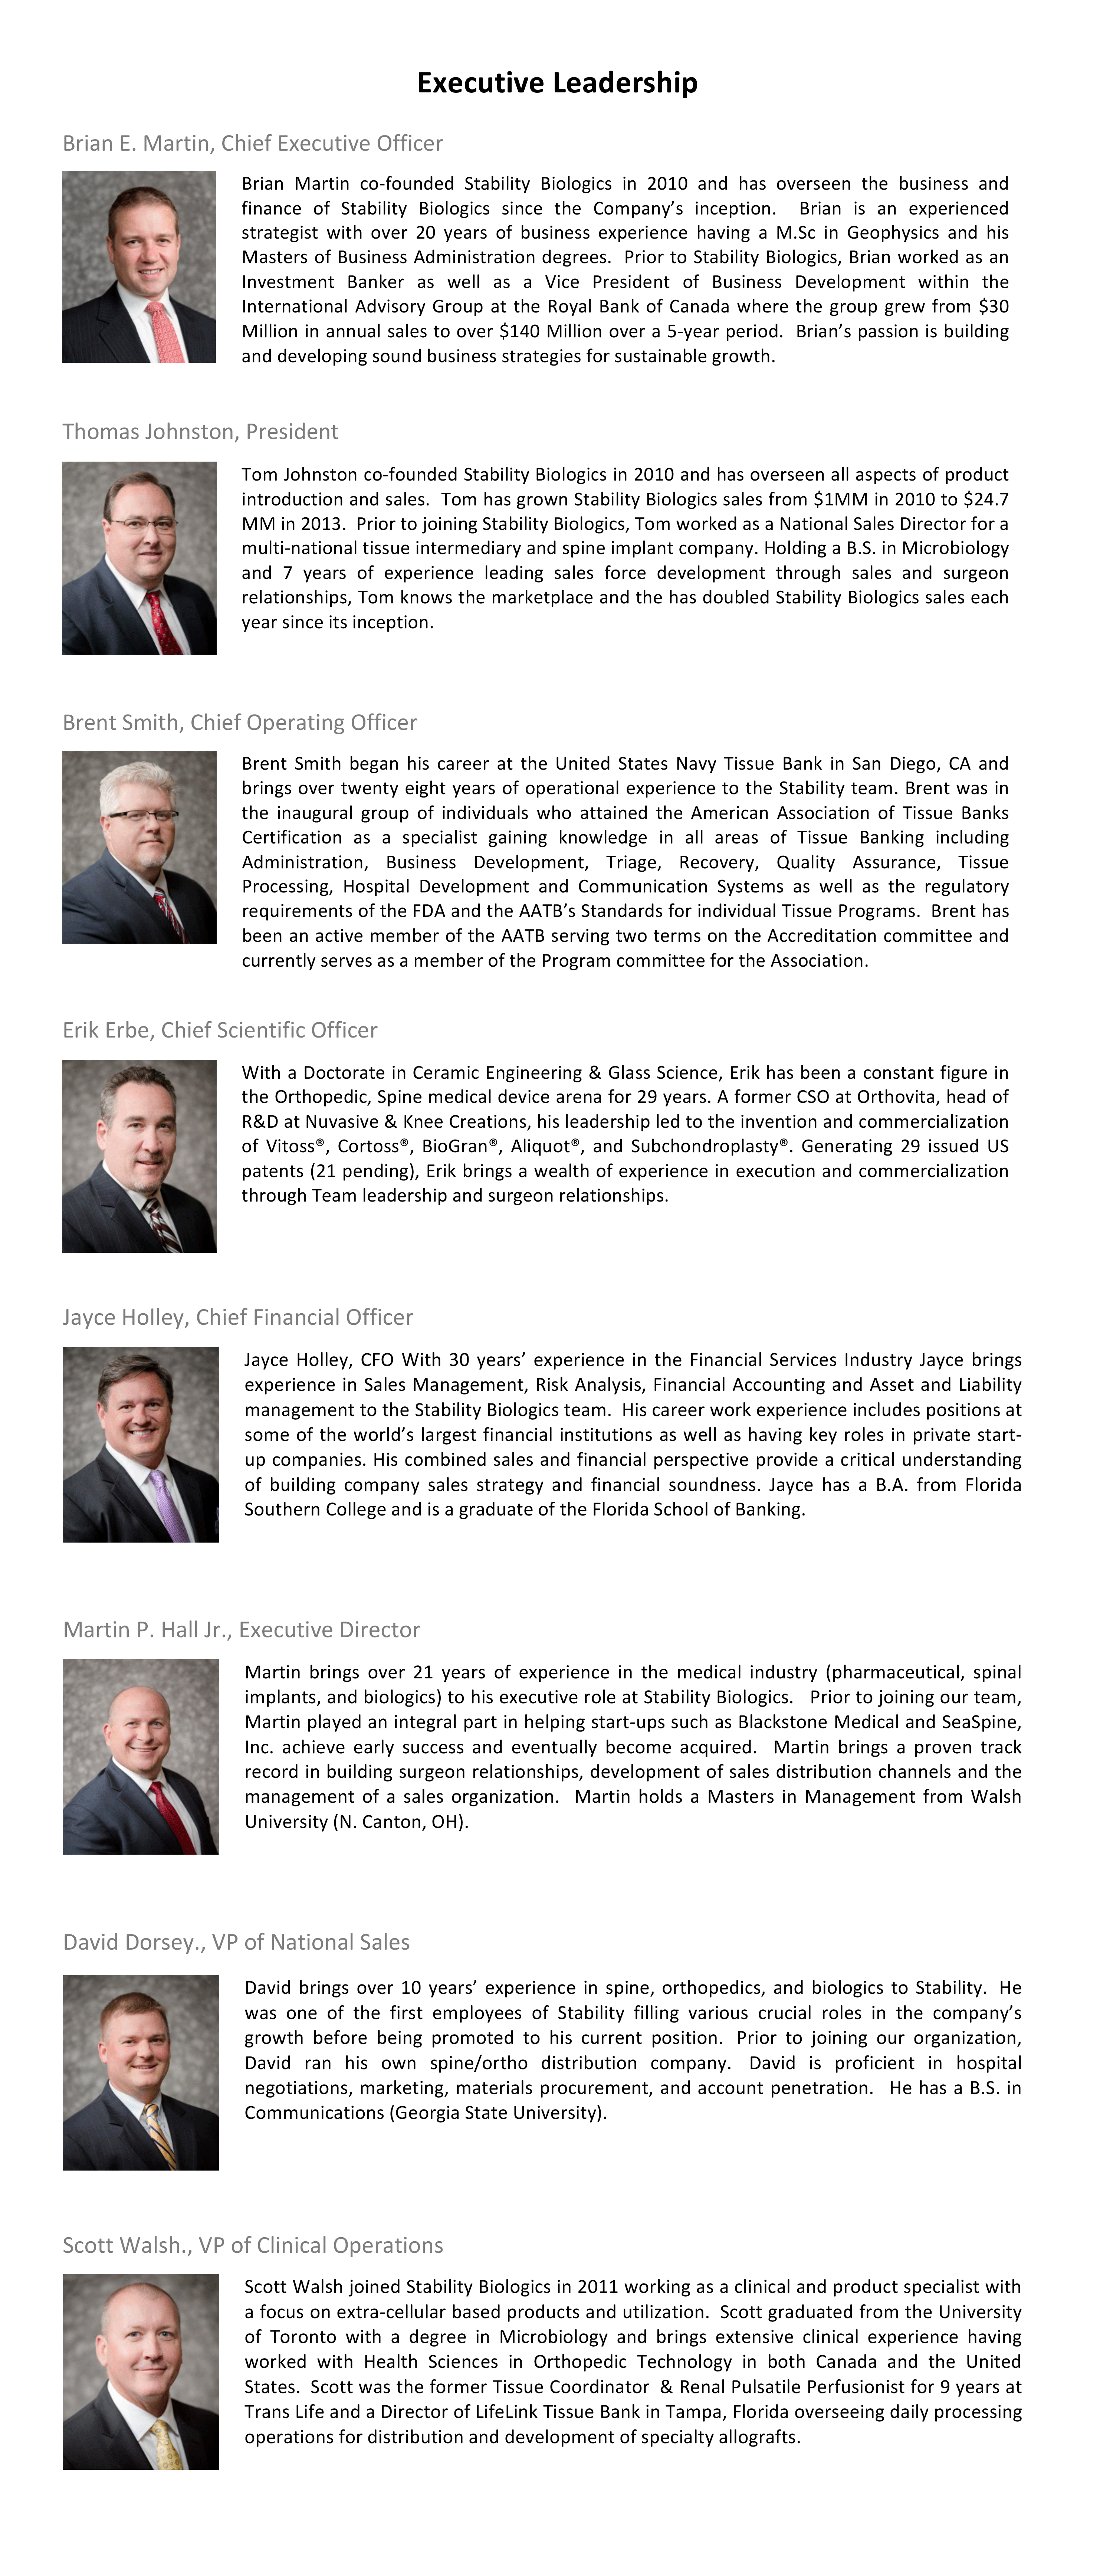 Executive Leadership
Brian E. Martin, Chief Executive Officer
Brian Martin co-founded Stability Biologics in 2010 and has overseen the business and
finance of Stability Biologics since the Company’s inception.  Brian is an experienced
strategist with over 20 years of business experience having a M.Sc in Geophysics and his
Masters of Business Administration degrees.  Prior to Stability Biologics, Brian worked as an
Investment Banker as well as a Vice President of Business Development within the
International Advisory Group at the Royal Bank of Canada where the group grew from $30
Million in annual sales to over $140 Million over a 5-year period.  Brian’s passion is building
and developing sound business strategies for sustainable growth.
Thomas Johnston, President
Tom Johnston co-founded Stability Biologics in 2010 and has overseen all aspects of product
introduction and sales.  Tom has grown Stability Biologics sales from $1MM in 2010 to $24.7
MM in 2013.  Prior to joining Stability Biologics, Tom worked as a National Sales Director for a
multi-national tissue intermediary and spine implant company. Holding a B.S. in Microbiology
and 7 years of experience leading sales force development through sales and surgeon
relationships, Tom knows the marketplace and the has doubled Stability Biologics sales each
year since its inception.
Brent Smith, Chief Operating Officer
Brent Smith began his career at the United States Navy Tissue Bank in San Diego, CA and
brings over twenty eight years of operational experience to the Stability team. Brent was in
the inaugural group of individuals who attained the American Association of Tissue Banks
Certification as a specialist gaining knowledge in all areas of Tissue Banking including
Administration, Business Development, Triage, Recovery, Quality Assurance, Tissue
Processing, Hospital Development and Communication Systems as well as the regulatory
requirements of the FDA and the AATB’s Standards for individual Tissue Programs.  Brent has
been an active member of the AATB serving two terms on the Accreditation committee and
currently serves as a member of the Program committee for the Association.
Erik Erbe, Chief Scientific Officer
With a Doctorate in Ceramic Engineering & Glass Science, Erik has been a constant figure in
the Orthopedic, Spine medical device arena for 29 years. A former CSO at Orthovita, head of
R&D at Nuvasive & Knee Creations, his leadership led to the invention and commercialization
of Vitoss®, Cortoss®, BioGran®, Aliquot®, and Subchondroplasty®. Generating 29 issued US
patents (21 pending), Erik brings a wealth of experience in execution and commercialization
through Team leadership and surgeon relationships.
Jayce Holley, Chief Financial Officer
Jayce Holley, CFO With 30 years’ experience in the Financial Services Industry Jayce brings
experience in Sales Management, Risk Analysis, Financial Accounting and Asset and Liability
management to the Stability Biologics team.  His career work experience includes positions at
some of the world’s largest financial institutions as well as having key roles in private start-
up companies. His combined sales and financial perspective provide a critical understanding
of building company sales strategy and financial soundness. Jayce has a B.A. from Florida
Southern College and is a graduate of the Florida School of Banking.
Martin P. Hall Jr., Executive Director
Martin brings over 21 years of experience in the medical industry (pharmaceutical, spinal
implants, and biologics) to his executive role at Stability Biologics.   Prior to joining our team,
Martin played an integral part in helping start-ups such as Blackstone Medical and SeaSpine,
Inc. achieve early success and eventually become acquired.  Martin brings a proven track
record in building surgeon relationships, development of sales distribution channels and the
management of a sales organization.  Martin holds a Masters in Management from Walsh
University (N. Canton, OH).
David Dorsey., VP of National Sales
David brings over 10 years’ experience in spine, orthopedics, and biologics to Stability.  He
was one of the first employees of Stability filling various crucial roles in the company’s
growth before being promoted to his current position.  Prior to joining our organization,
David ran his own spine/ortho distribution company.  David is proficient in hospital
negotiations, marketing, materials procurement, and account penetration.   He has a B.S. in
Communications (Georgia State University).
Scott Walsh., VP of Clinical Operations
Scott Walsh joined Stability Biologics in 2011 working as a clinical and product specialist with
a focus on extra-cellular based products and utilization.  Scott graduated from the University
of Toronto with a degree in Microbiology and brings extensive clinical experience having
worked with Health Sciences in Orthopedic Technology in both Canada and the United
States.  Scott was the former Tissue Coordinator  & Renal Pulsatile Perfusionist for 9 years at
Trans Life and a Director of LifeLink Tissue Bank in Tampa, Florida overseeing daily processing
operations for distribution and development of specialty allografts.